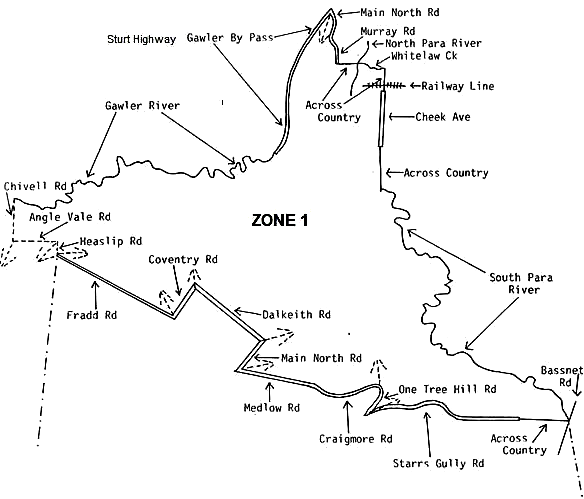 Main North Rd
Murray Rd
Sturt Highway Gawler By Pass
North Para River
Whitelaw Ck
Railway Line
Gawler River
Across
Country
Cheek Ave
Across Country
Chivell Rd
Angle Vale Rd
ZONE 1
Heaslip Rd
Coventry Rd
South Para
River
Fradd Rd
Dalkeith Rd
Main North Rd
Bassnet
Rd
One Tree Hill Rd
Medlow Rd
Craigmore Rd
Across
Country
Starrs Gully Rd